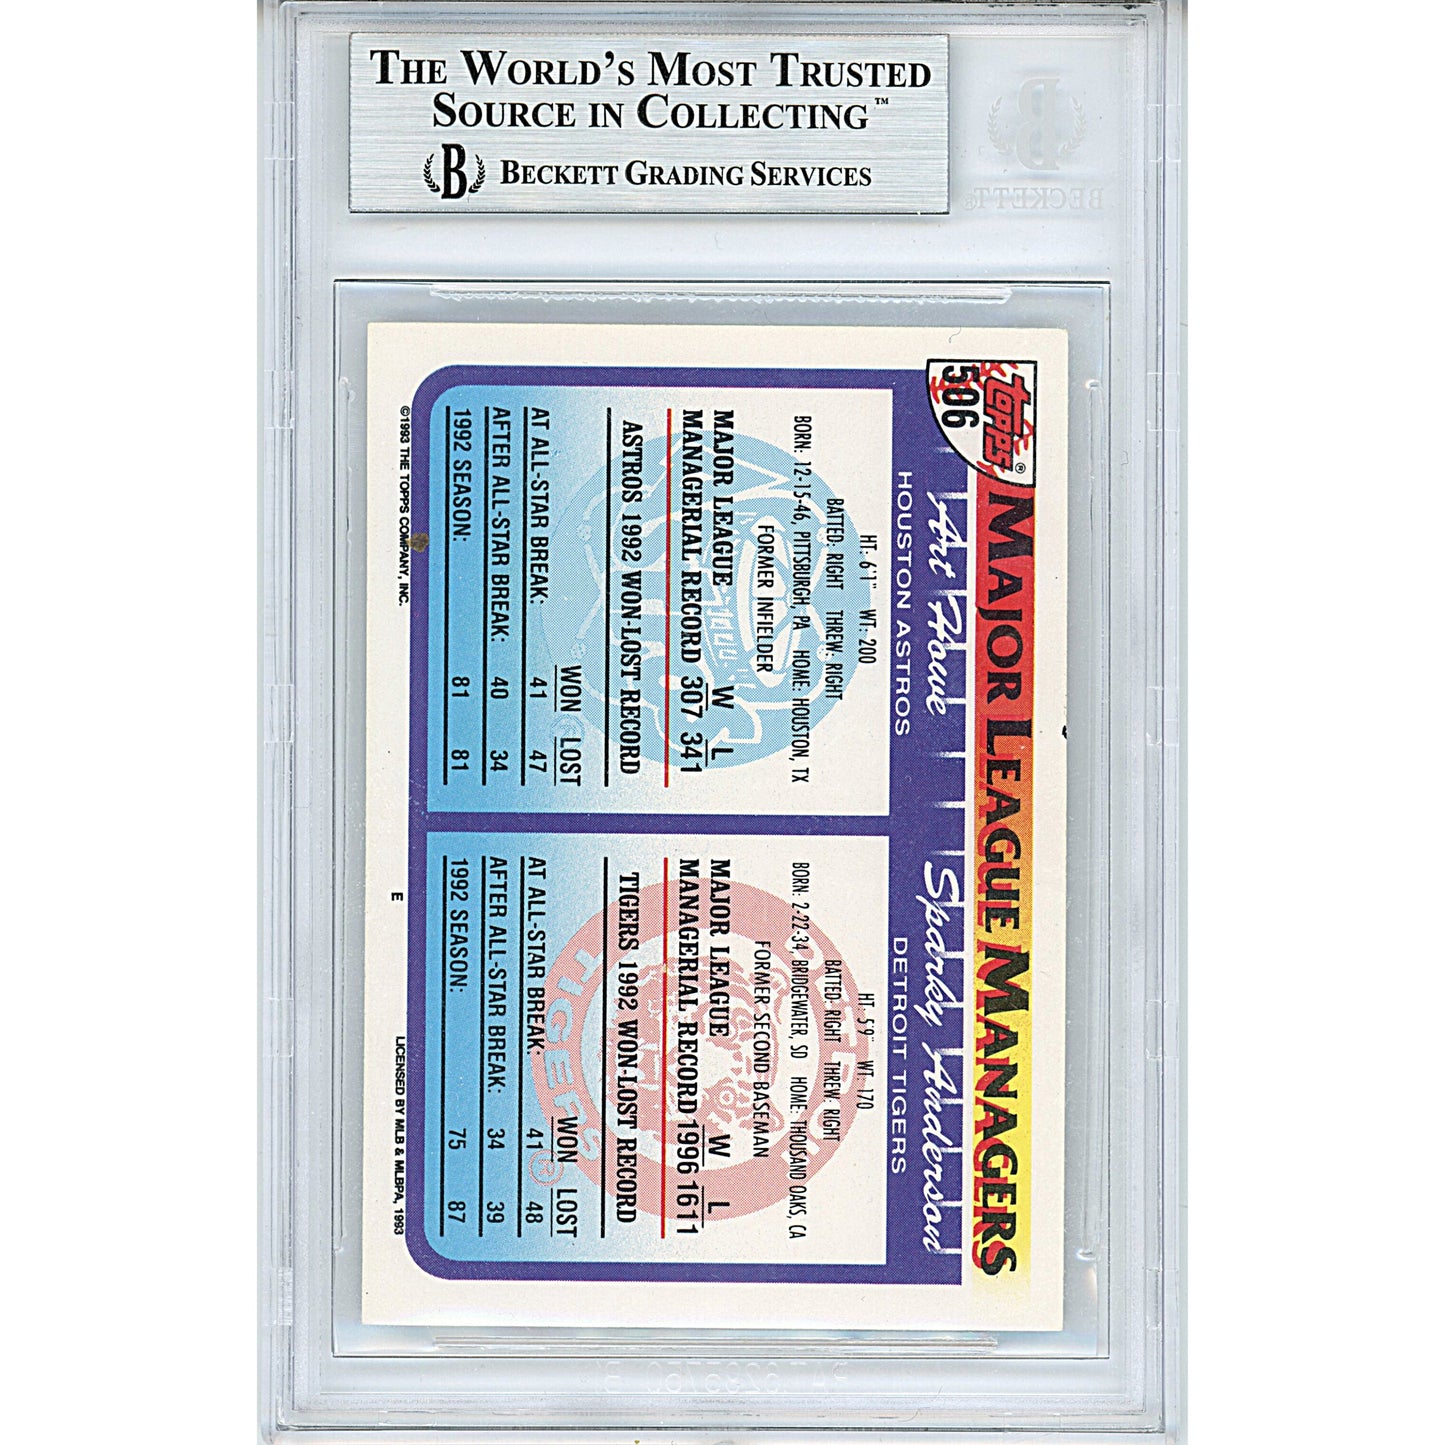 THE WORLD'S MOST TRUSTED
SOURCE IN COLLECTING™
B BECKETT GRADING SERVICES
B
BECKETT®
TOPPS®
506
MAJOR LEAGUE MANAGERS
Art Howe
HOUSTON ASTROS
HT: 6'1" WT: 200
BATTED: RIGHT THREW: RIGHT
BORN: 12-15-46, PITTSBURGH, PA HOME: HOUSTON, TX
FORMER INFIELDER
MAJOR LEAGUE W L
MANAGERIAL RECORD 307 341
ASTROS 1992 WON-LOST RECORD
WON LOST
AT ALL-STAR BREAK: 41 47
AFTER ALL-STAR BREAK: 40 34
1992 SEASON: 81 81
Sparky Anderson
DETROIT TIGERS
HT: 5'9" WT: 170
BATTED: RIGHT THREW: RIGHT
BORN: 2-22-34, BRIDGEWATER, SD HOME: THOUSAND OAKS, CA
FORMER SECOND BASEMAN
MAJOR LEAGUE W L
MANAGERIAL RECORD 1996 1611
TIGERS 1992 WON-LOST RECORD
WON LOST
AT ALL-STAR BREAK: 41 48
AFTER ALL-STAR BREAK: 34 39
1992 SEASON: 75 87
TIGERS
©1993 THE TOPPS COMPANY, INC.
E
LICENSED BY MLB & MLBPA, 1993